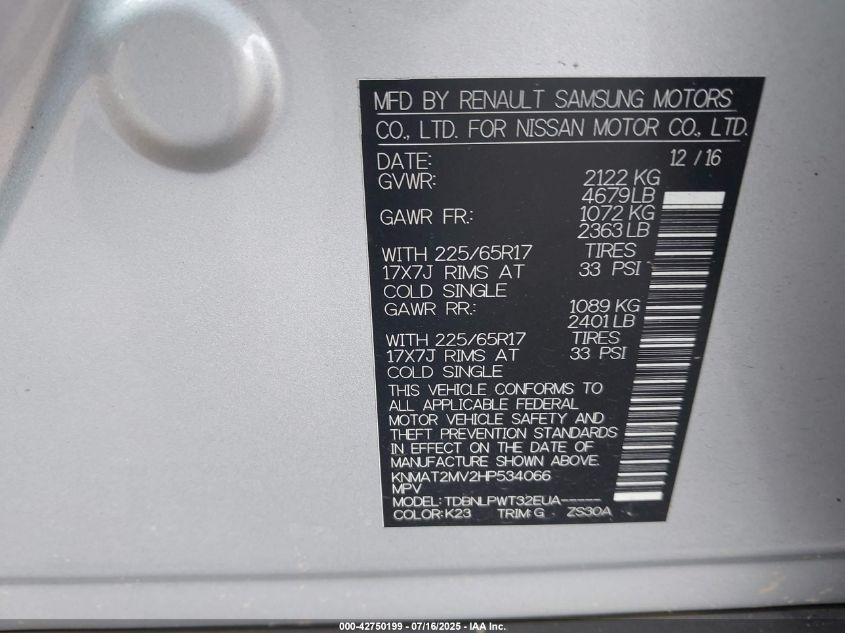 MFD BY RENAULT SAMSUNG MOTORS
CO., LTD. FOR NISSAN MOTOR CO., LTD.
DATE: 12 / 16
GVWR: 2122 KG
4679 LB
GAWR FR.: 1072 KG
2363 LB
WITH 225/65R17 TIRES
17X7J RIMS AT 33 PSI
COLD SINGLE
GAWR RR.: 1089 KG
2401 LB
WITH 225/65R17 TIRES
17X7J RIMS AT 33 PSI
COLD SINGLE
THIS VEHICLE CONFORMS TO
ALL APPLICABLE FEDERAL
MOTOR VEHICLE SAFETY AND
THEFT PREVENTION STANDARDS
IN EFFECT ON THE DATE OF
MANUFACTURE SHOWN ABOVE.
KNMAT2MV2HP534066
MPV
MODEL: TDBNLPWT32EUA-----
COLOR: K23 TRIM: G ZS30A
000-42750199 - 07/16/2025 - IAA Inc.